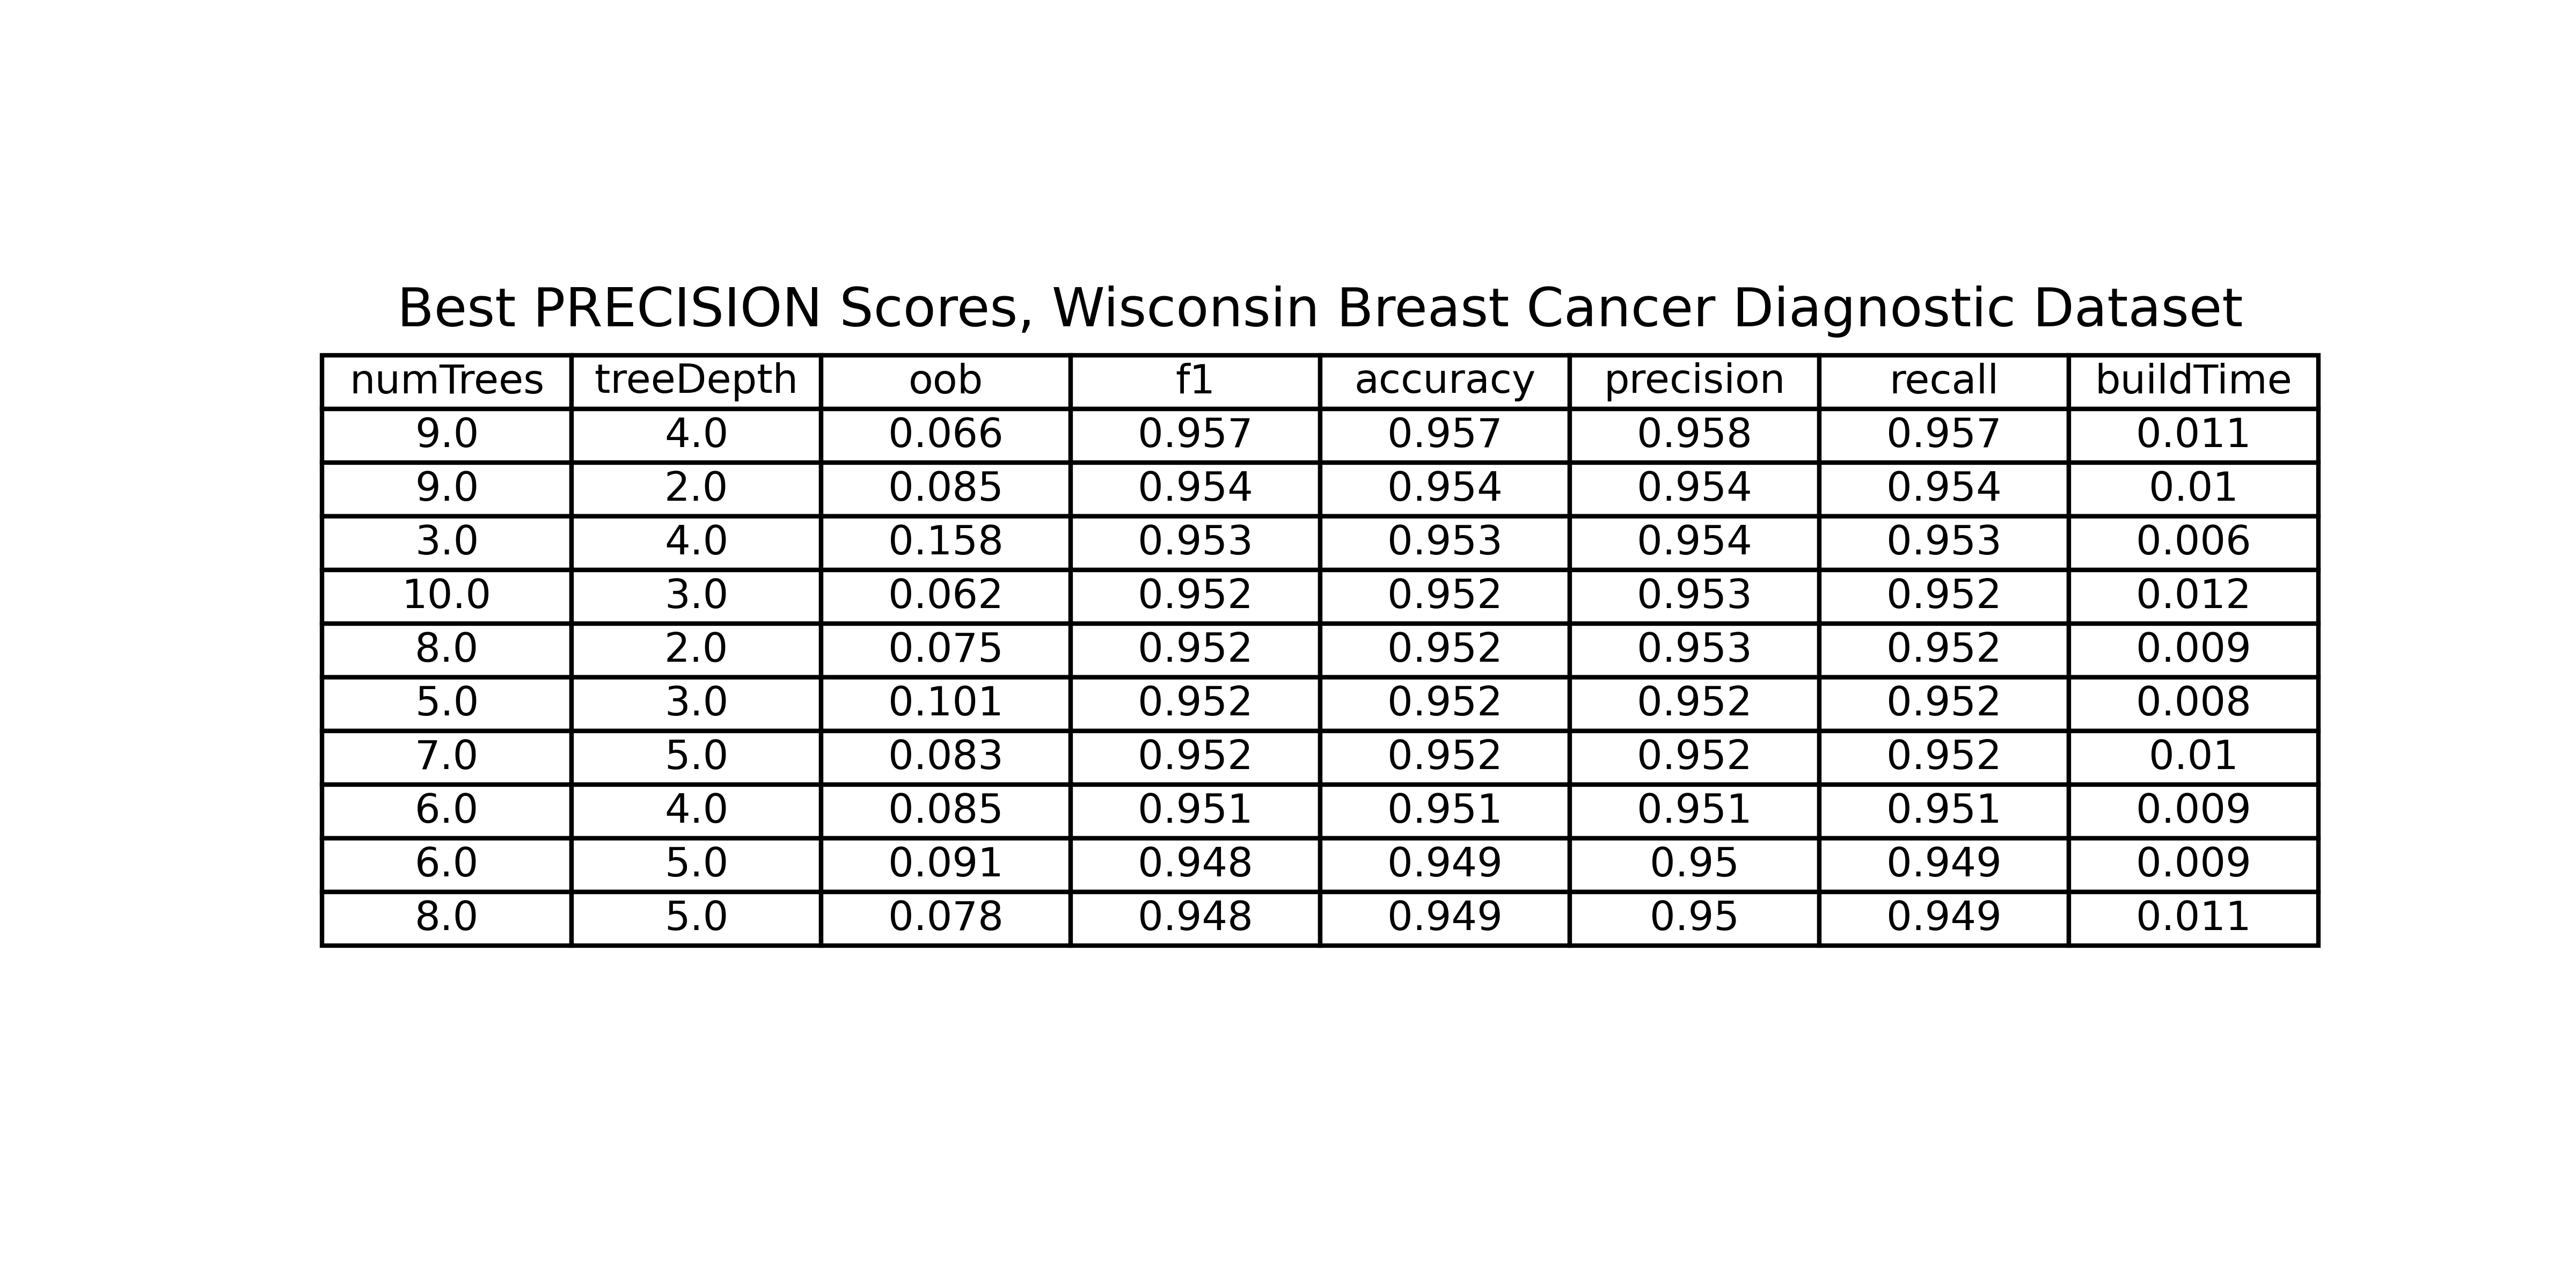 Best PRECISION Scores, Wisconsin Breast Cancer Diagnostic Dataset
numTrees treeDepth oob f1 accuracy precision recall buildTime
9.0 4.0 0.066 0.957 0.957 0.958 0.957 0.011
9.0 2.0 0.085 0.954 0.954 0.954 0.954 0.01
3.0 4.0 0.158 0.953 0.953 0.954 0.953 0.006
10.0 3.0 0.062 0.952 0.952 0.953 0.952 0.012
8.0 2.0 0.075 0.952 0.952 0.953 0.952 0.009
5.0 3.0 0.101 0.952 0.952 0.952 0.952 0.008
7.0 5.0 0.083 0.952 0.952 0.952 0.952 0.01
6.0 4.0 0.085 0.951 0.951 0.951 0.951 0.009
6.0 5.0 0.091 0.948 0.949 0.95 0.949 0.009
8.0 5.0 0.078 0.948 0.949 0.95 0.949 0.011